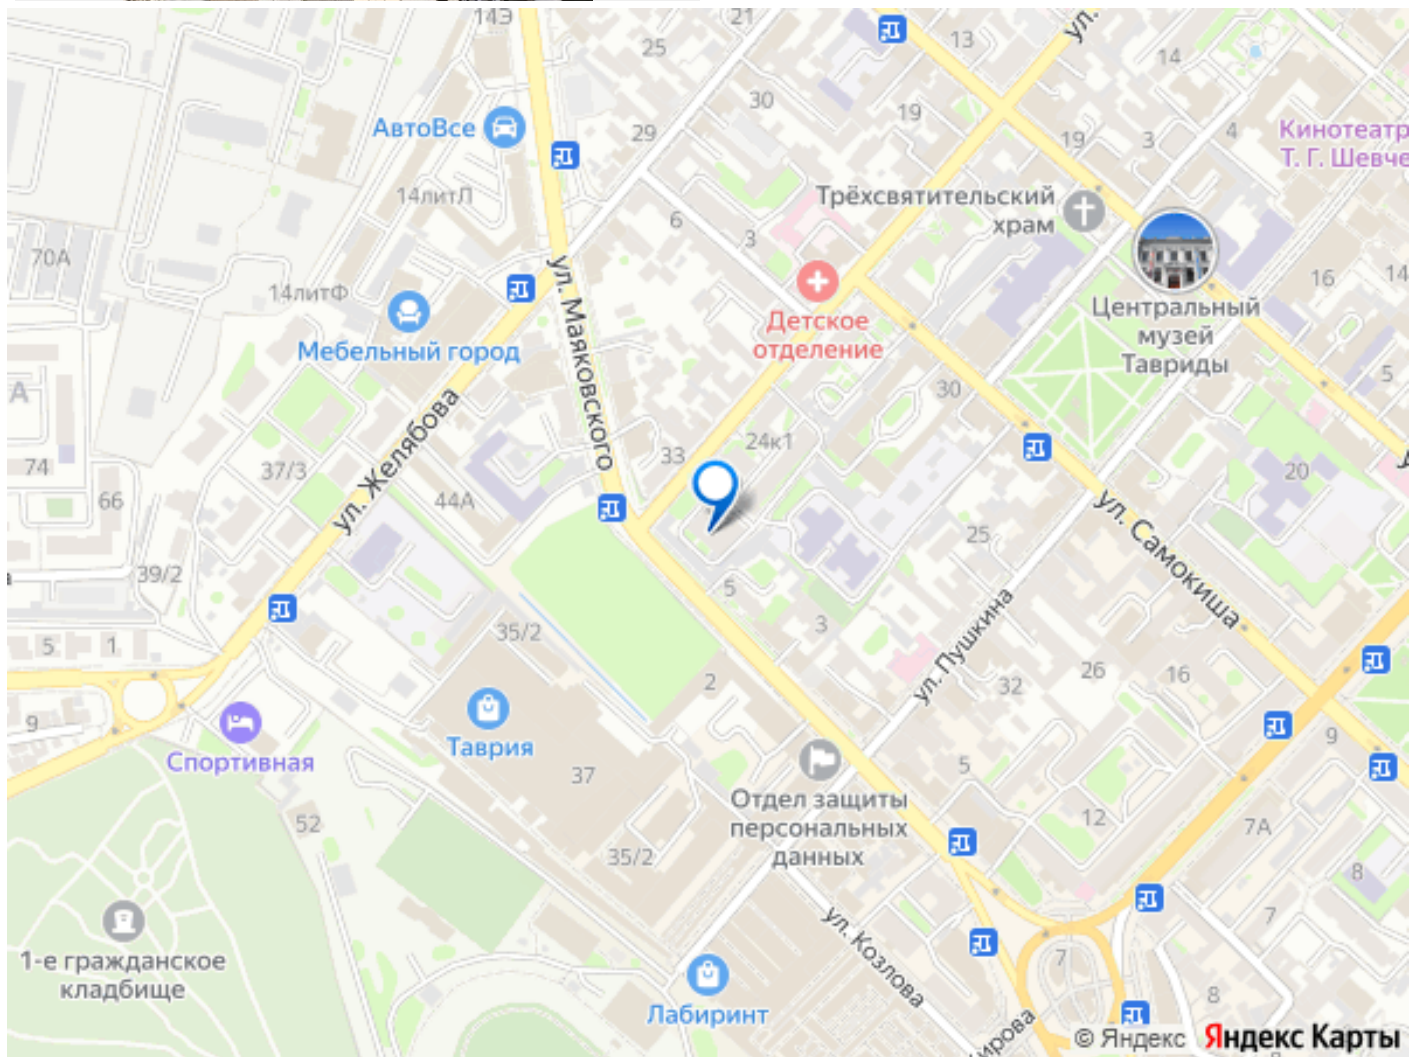 14Э
21
25
13
ул.
14
30
19
АвтоВсе
29
19
3
4
Кинотеатр
Т. Г. Шевче
14литЛ
6
3
Трёхсвятительский
храм
70А
14литФ
ул. Маяковского
16
14
Центральный
музей
Тавриды
Детское
отделение
Мебельный город
А
30
5
ул. Желябова
33
24к1
74
37/3
66
44А
20
ул. Самокиша
25
39/2
5
3
ул. Пушкина
5
1
35/2
2
32
26
16
9
Спортивная
Таврия
37
9
5
Отдел защиты
персональных
данных
52
35/2
12
7А
8
7
1-е гражданское
кладбище
ул. Козлова
7
8
Лабиринт
ирова
© Яндекс
Яндекс Карты